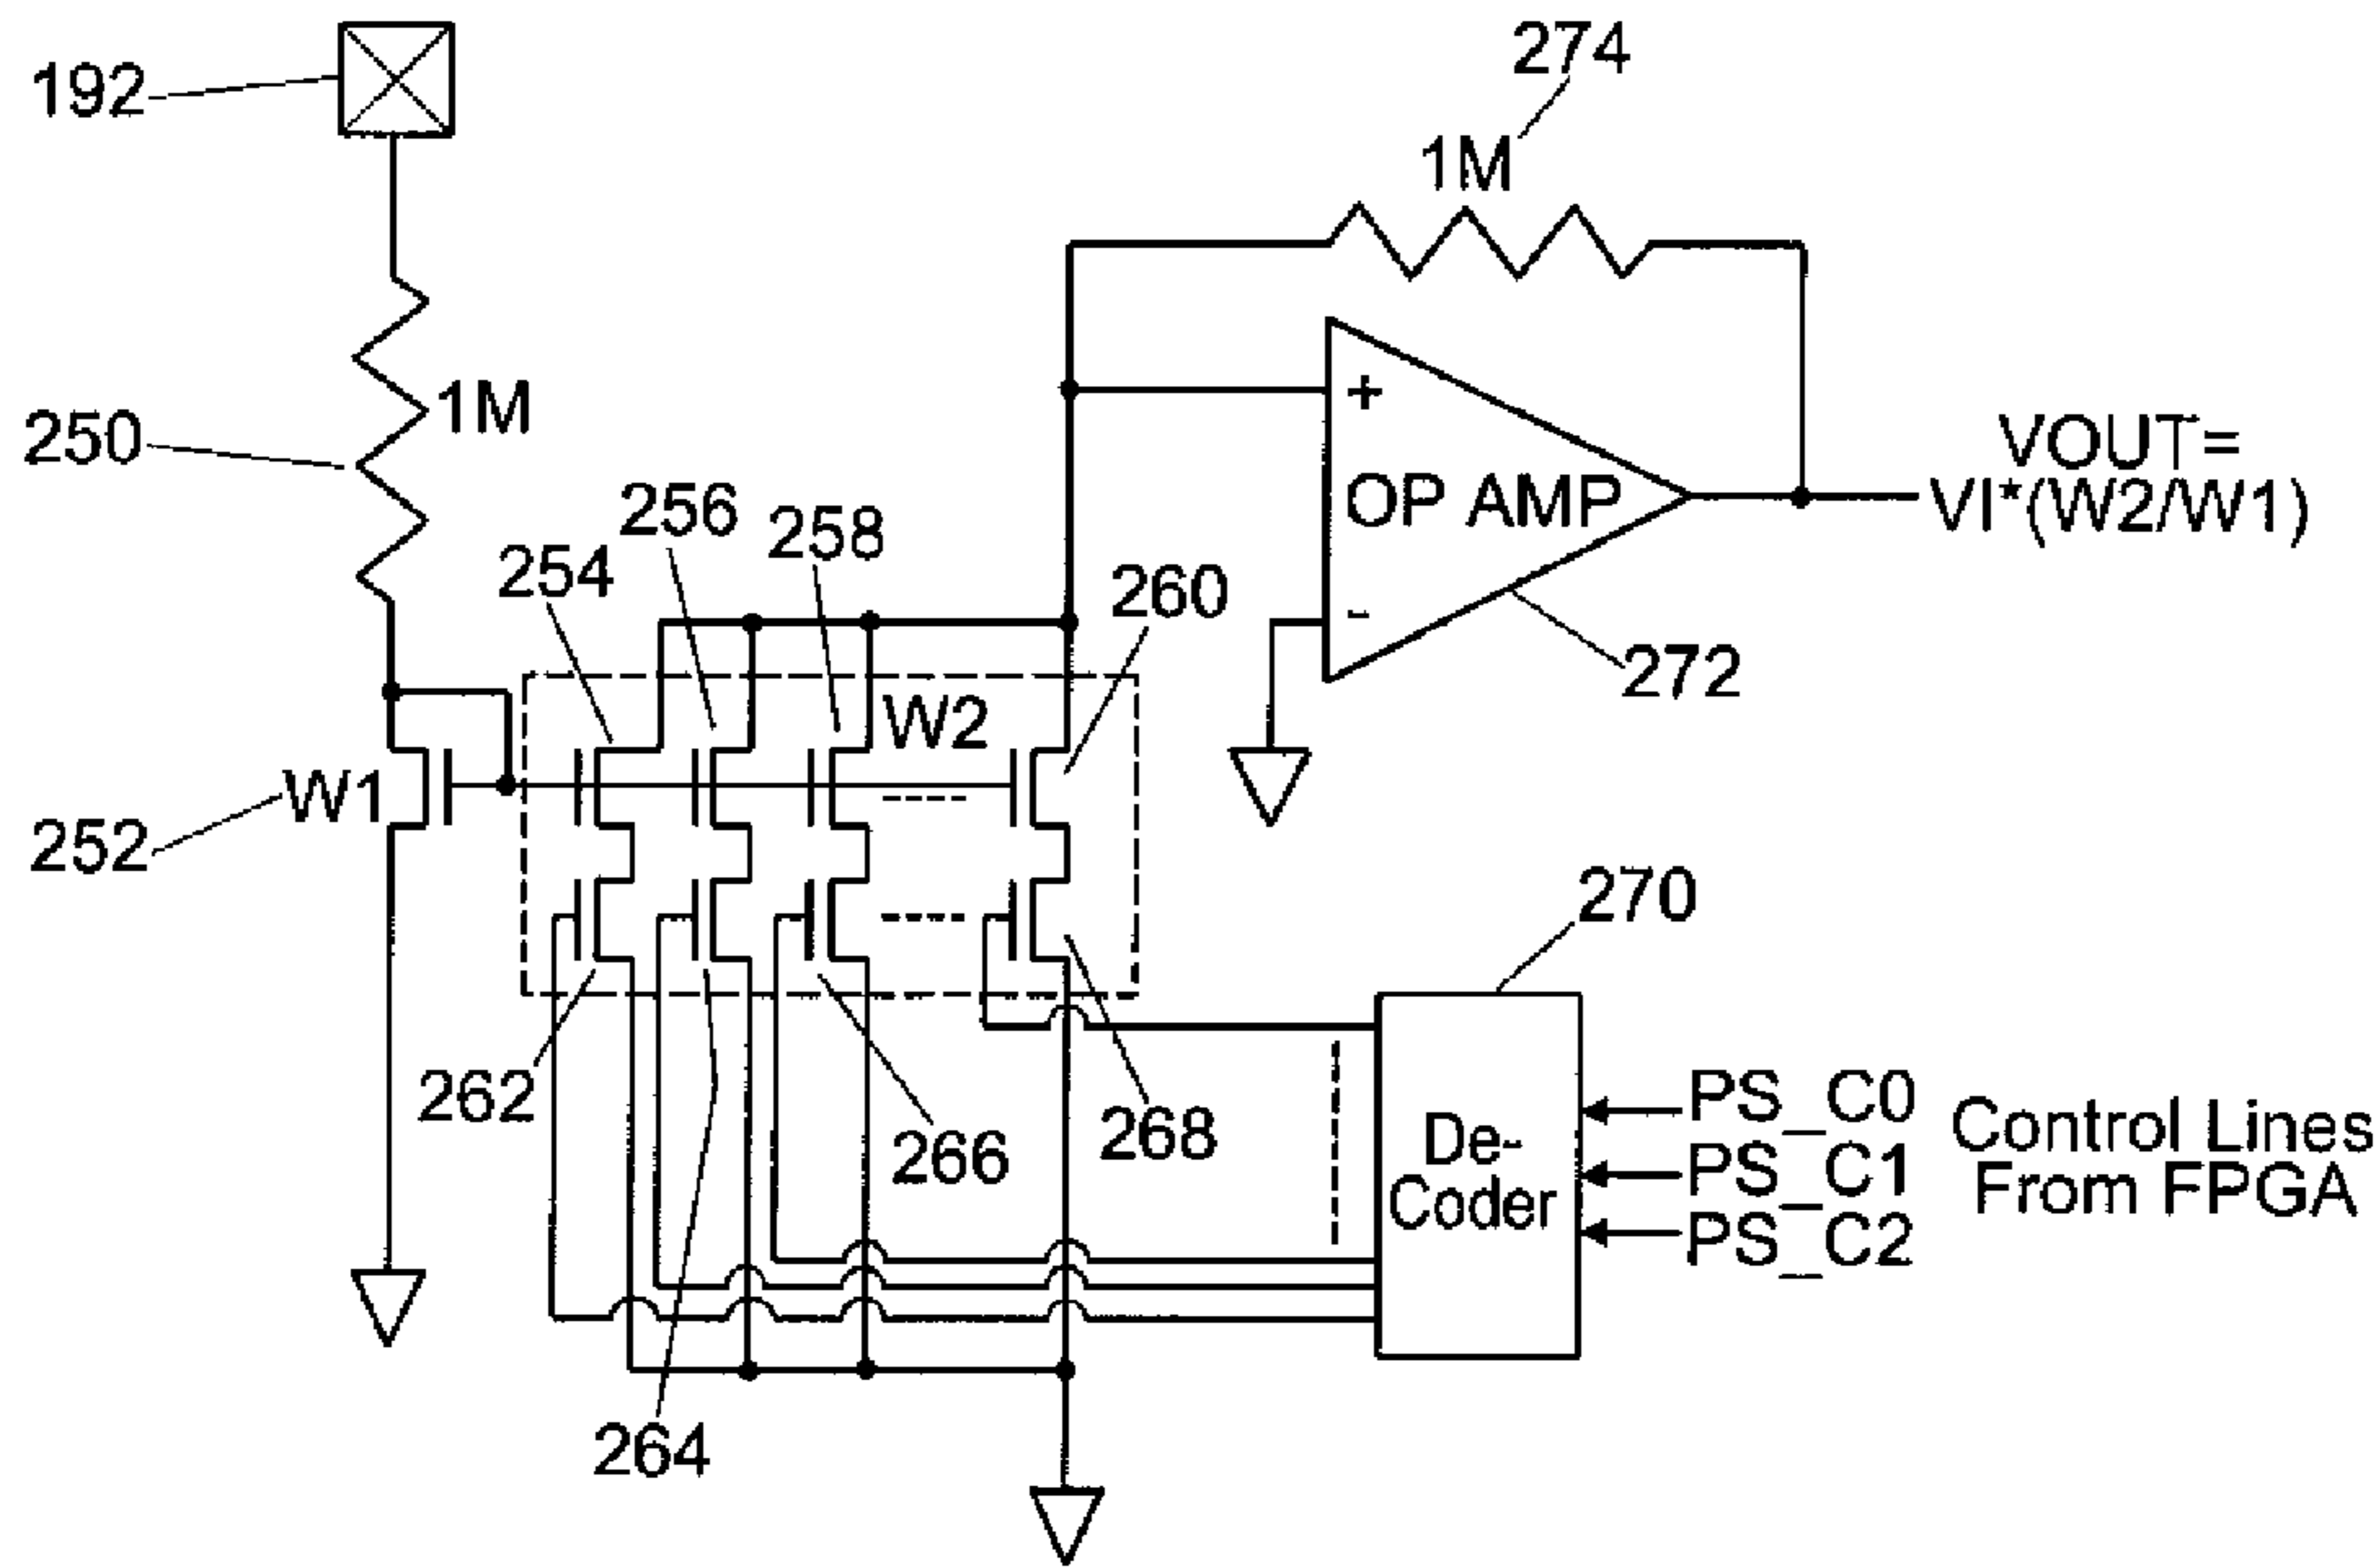 274
192
1M
1M
250
256
258
254
260
VOUT=
VI*(W2/W1)
+
OP AMP
-
272
W2
W1
252
270
262
266
268
De-
Coder
PS_C0
PS_C1
PS_C2
Control Lines
From FPGA
264